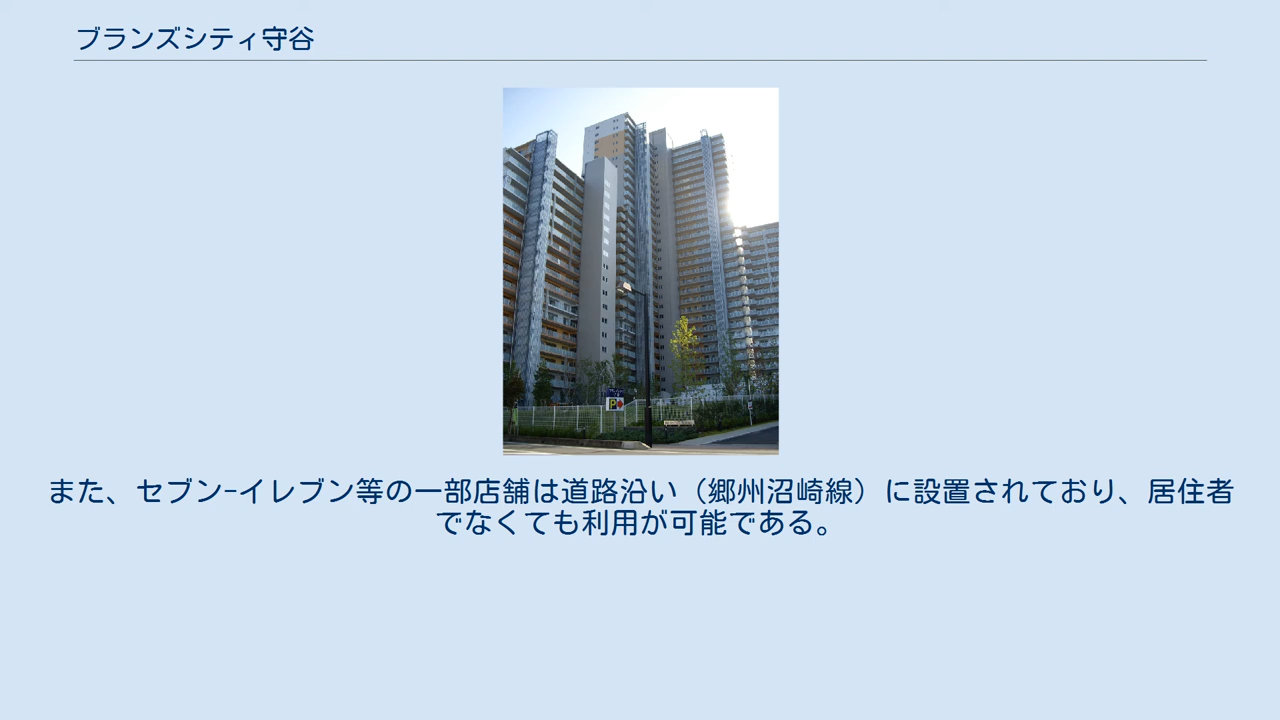 ブランズシティ守谷
P
また、セブン-イレブン等の一部店舗は道路沿い（郷州沼崎線）に設置されており、居住者
でなくても利用が可能である。